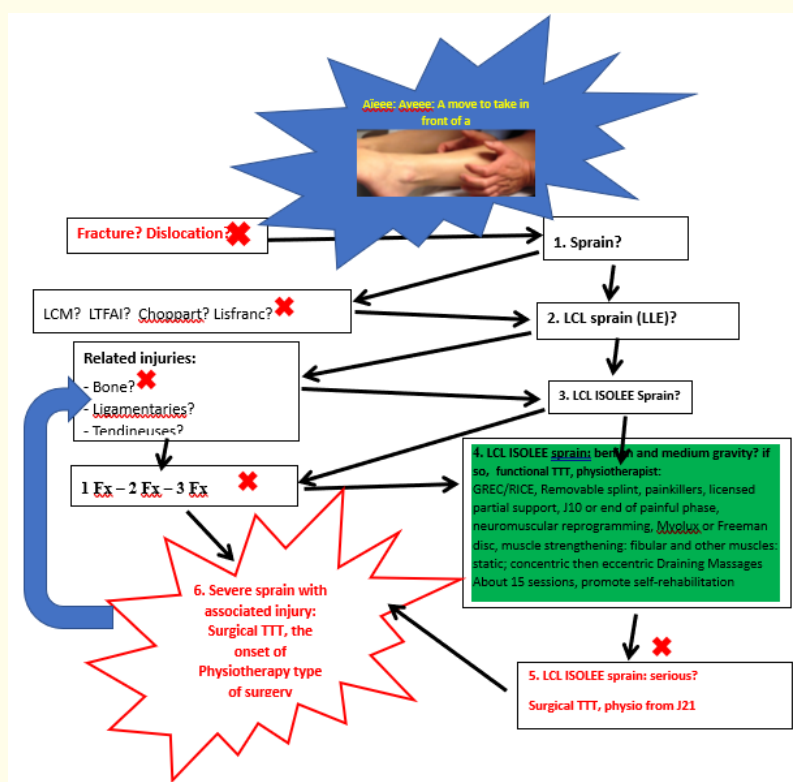 Aïeee: Aveee: A move to take in
front of a
Fracture? Dislocation?
1. Sprain?
LCM? LTFAI? Choppart? Lisfranc?
2. LCL sprain (LLE)?
Related injuries:
- Bone?
- Ligamentaries?
- Tendineuses?
3. LCL ISOLEE Sprain?
1 Fx – 2 Fx – 3 Fx
4. LCL ISOLEE sprain: benign and medium gravity? if
so, functional TTT, physiotherapist:
GREC/RICE, Removable splint, painkillers, licensed
partial support, J10 or end of painful phase,
neuromuscular reprogramming, Myolux or Freeman
disc, muscle strengthening: fibular and other muscles:
static; concentric then eccentric Draining Massages
About 15 sessions, promote self-rehabilitation
6. Severe sprain with
associated injury:
Surgical TTT, the
onset of
Physiotherapy type
of surgery
5. LCL ISOLEE sprain: serious?
Surgical TTT, physio from J21